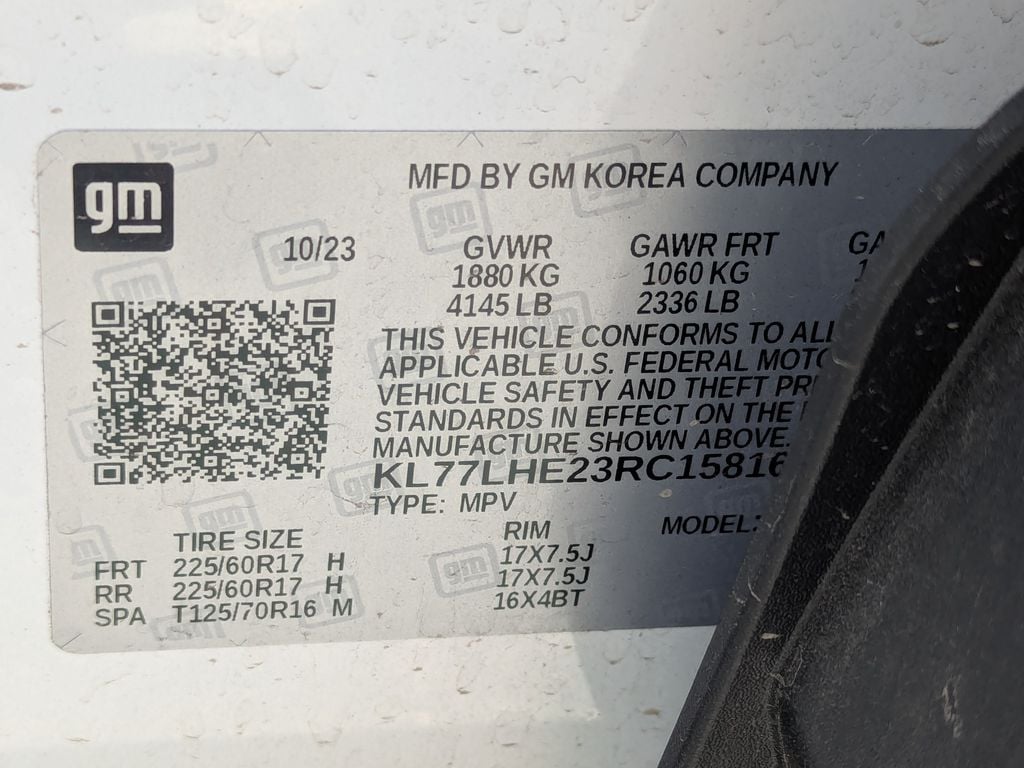 gm
MFD BY GM KOREA COMPANY
10/23 GVWR GAWR FRT
1880 KG 1060 KG
4145 LB 2336 LB
THIS VEHICLE CONFORMS TO ALL
APPLICABLE U.S. FEDERAL
VEHICLE SAFETY AND THEFT
STANDARDS IN EFFECT ON THE
MANUFACTURE SHOWN ABOVE.
KL77LHE23RC15816
TYPE: MPV
TIRE SIZE RIM MODEL:
FRT 225/60R17 H 17X7.5J
RR 225/60R17 H 17X7.5J
SPA T125/70R16 M 16X4BT